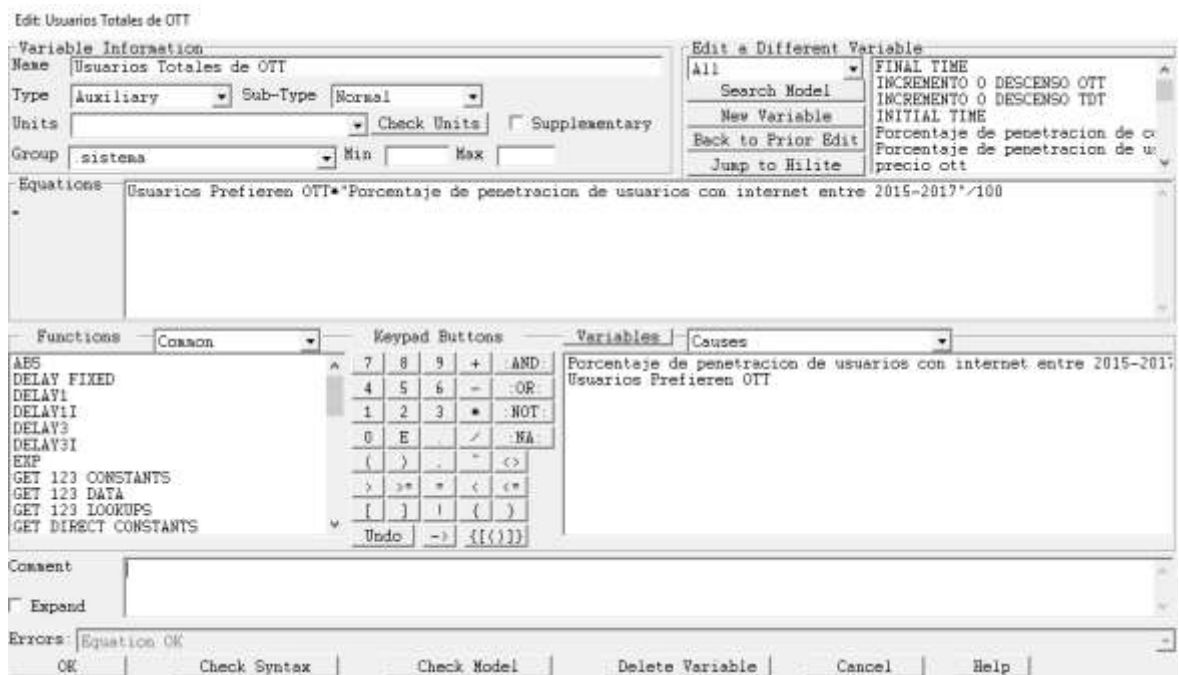 Edit: Usuarios Totales de OTT
Variable Information
Name Usuarios Totales de OTT
Type Auxiliary Sub-Type Normal
Units Check Units Supplementary
Group .sistema Min Max
Edit a Different Variable
All
Search Model
New Variable
Back to Prior Edit
Jump to Hilite
FINAL TIME
INCREMENTO O DESCENSO OTT
INCREMENTO O DESCENSO TDT
INITIAL TIME
Porcentaje de penetracion de
Porcentaje de penetracion de
precio ott
Equations
=
Usuarios Prefieren OTT*"Porcentaje de penetracion de usuarios con internet entre 2015-2017"/100
Functions Common
ABS
DELAY FIXED
DELAY1
DELAY1I
DELAY3
DELAY3I
EXP
GET 123 CONSTANTS
GET 123 DATA
GET 123 LOOKUPS
GET DIRECT CONSTANTS
Keypad Buttons
7 8 9 + :AND:
4 5 6 - :OR:
1 2 3 * :NOT:
0 E . / :NA:
( ) , ^ <>
> >= = < <=
[ ] ! { }
Undo -> {[()]}
Variables Causes
Porcentaje de penetracion de usuarios con internet entre 2015-201
Usuarios Prefieren OTT
Comment
Expand
Errors: Equation OK
OK Check Syntax Check Model Delete Variable Cancel Help